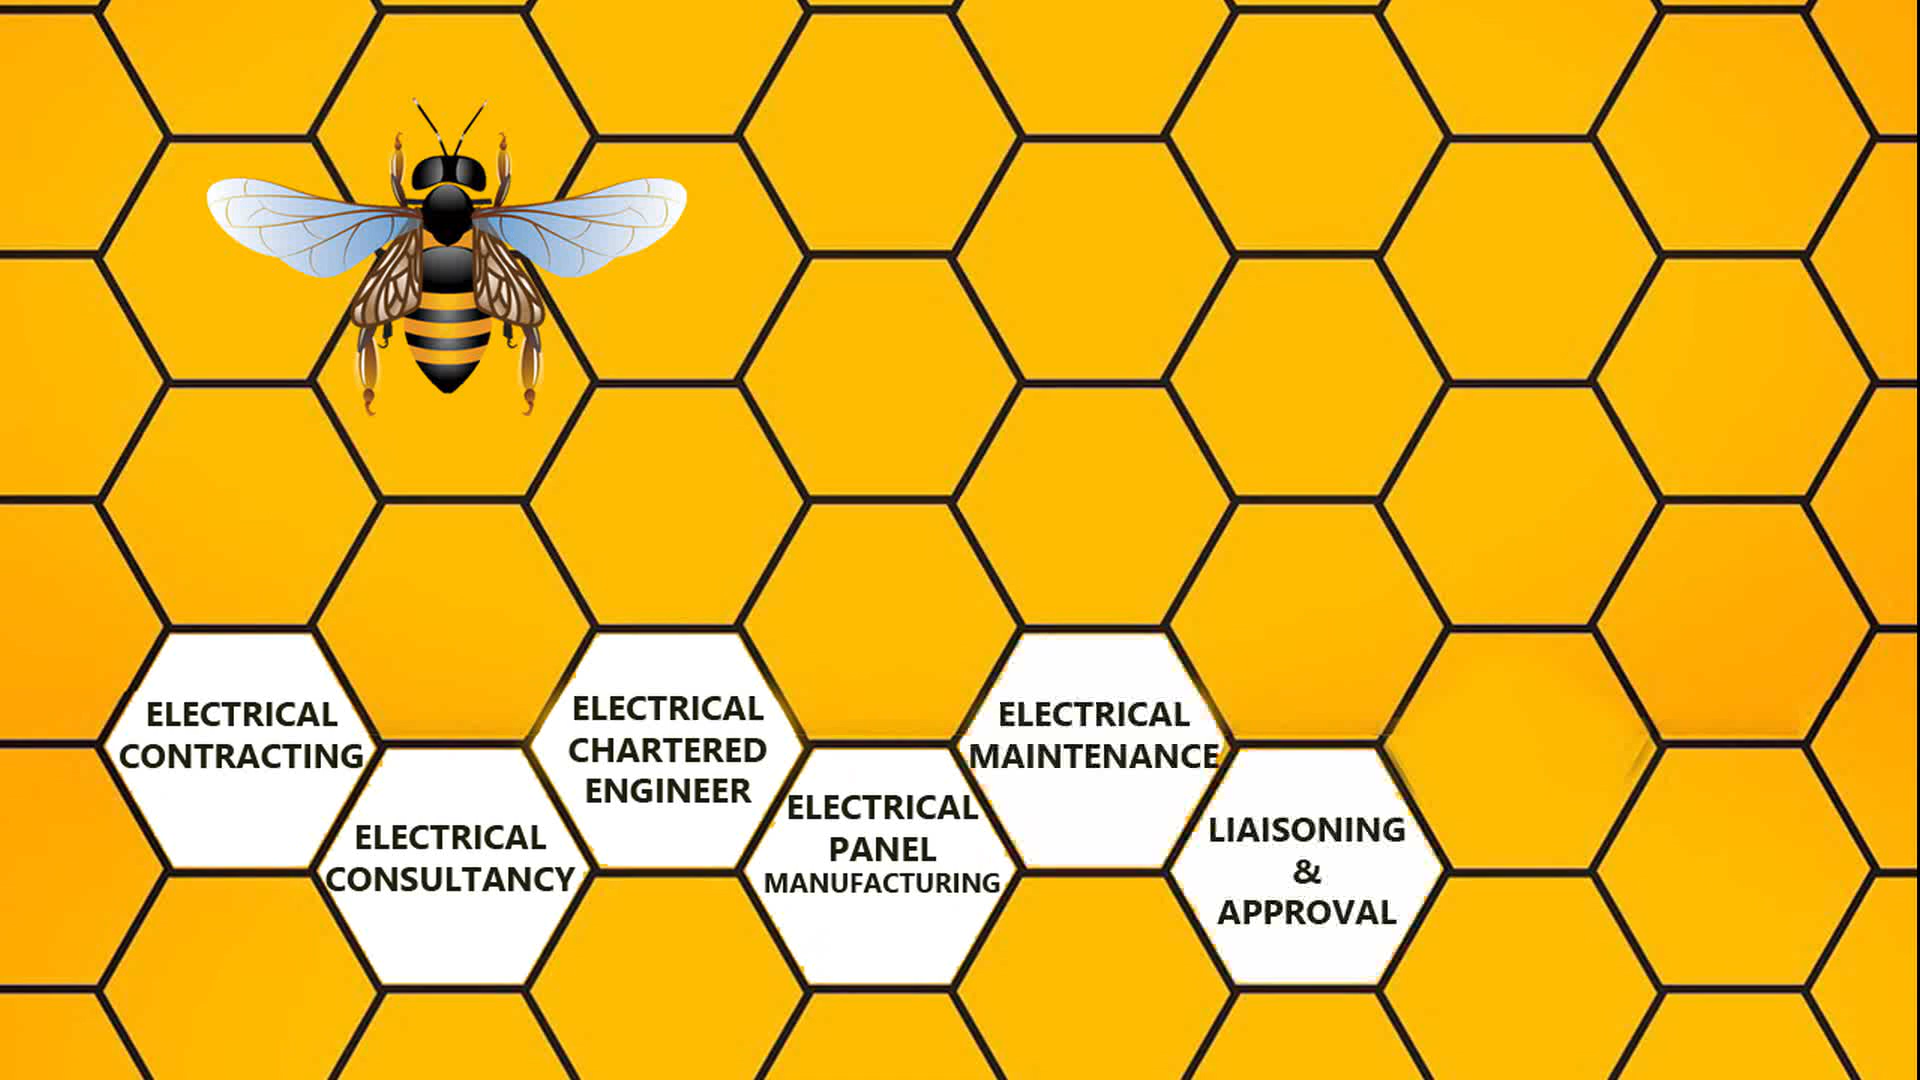 ELECTRICAL
CONTRACTING
ELECTRICAL
CONSULTANCY
ELECTRICAL
CHARTERED
ENGINEER
ELECTRICAL
PANEL
MANUFACTURING
ELECTRICAL
MAINTENANCE
LIAISONING
&
APPROVAL